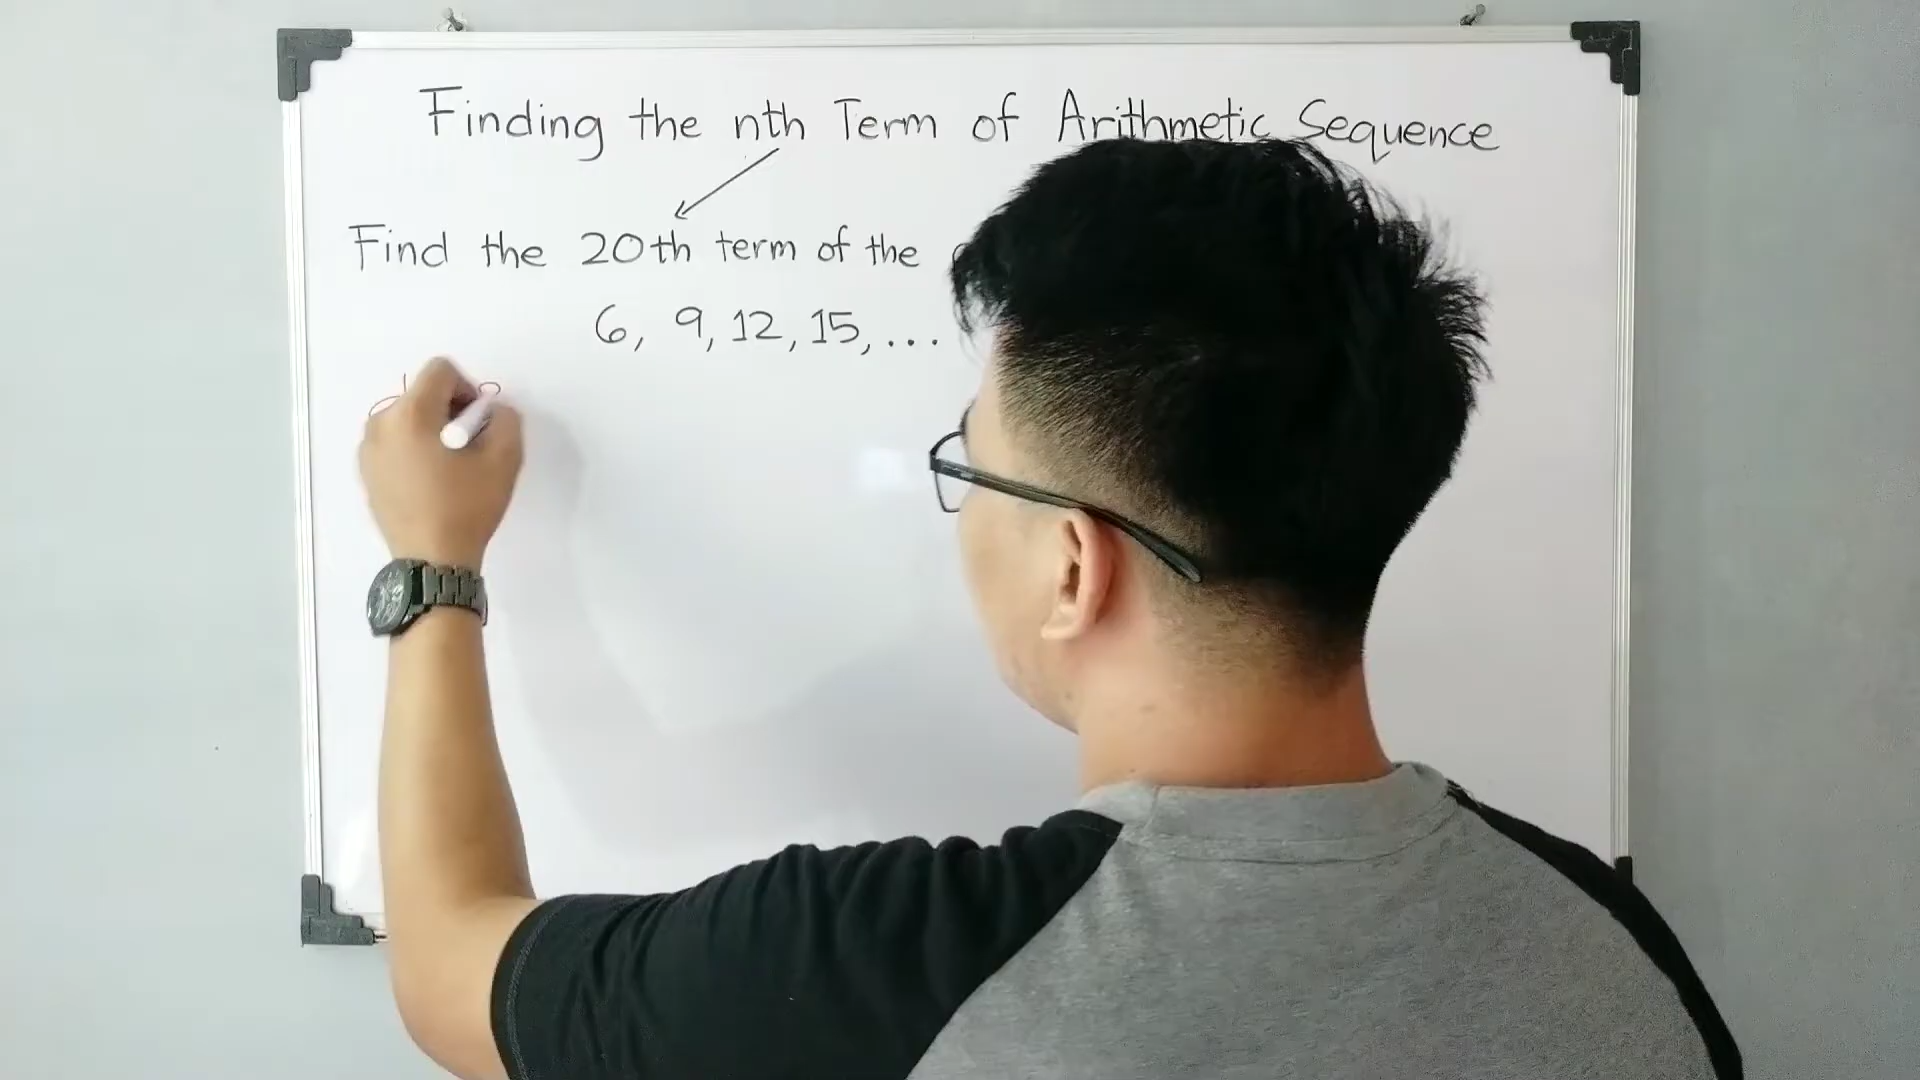 Finding the nth Term of Arithmetic Sequence
Find the 20th term of the
6, 9, 12, 15, ...